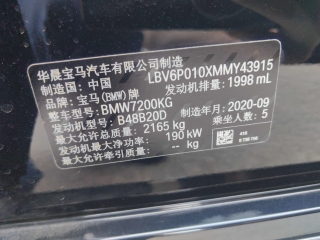 华晨宝马汽车有限公司制造
制造国：中国 LBV6P010XMMY43915
品牌：宝马(BMW)牌 发动机排量：1998 mL
整车型号：BMW7200KG
发动机型号：B48B20D 制造年月：2020-09
最大允许总质量：2165 kg 乘坐人数：5
发动机最大净功率：190 kW
最大允许牵引质量：-- kg